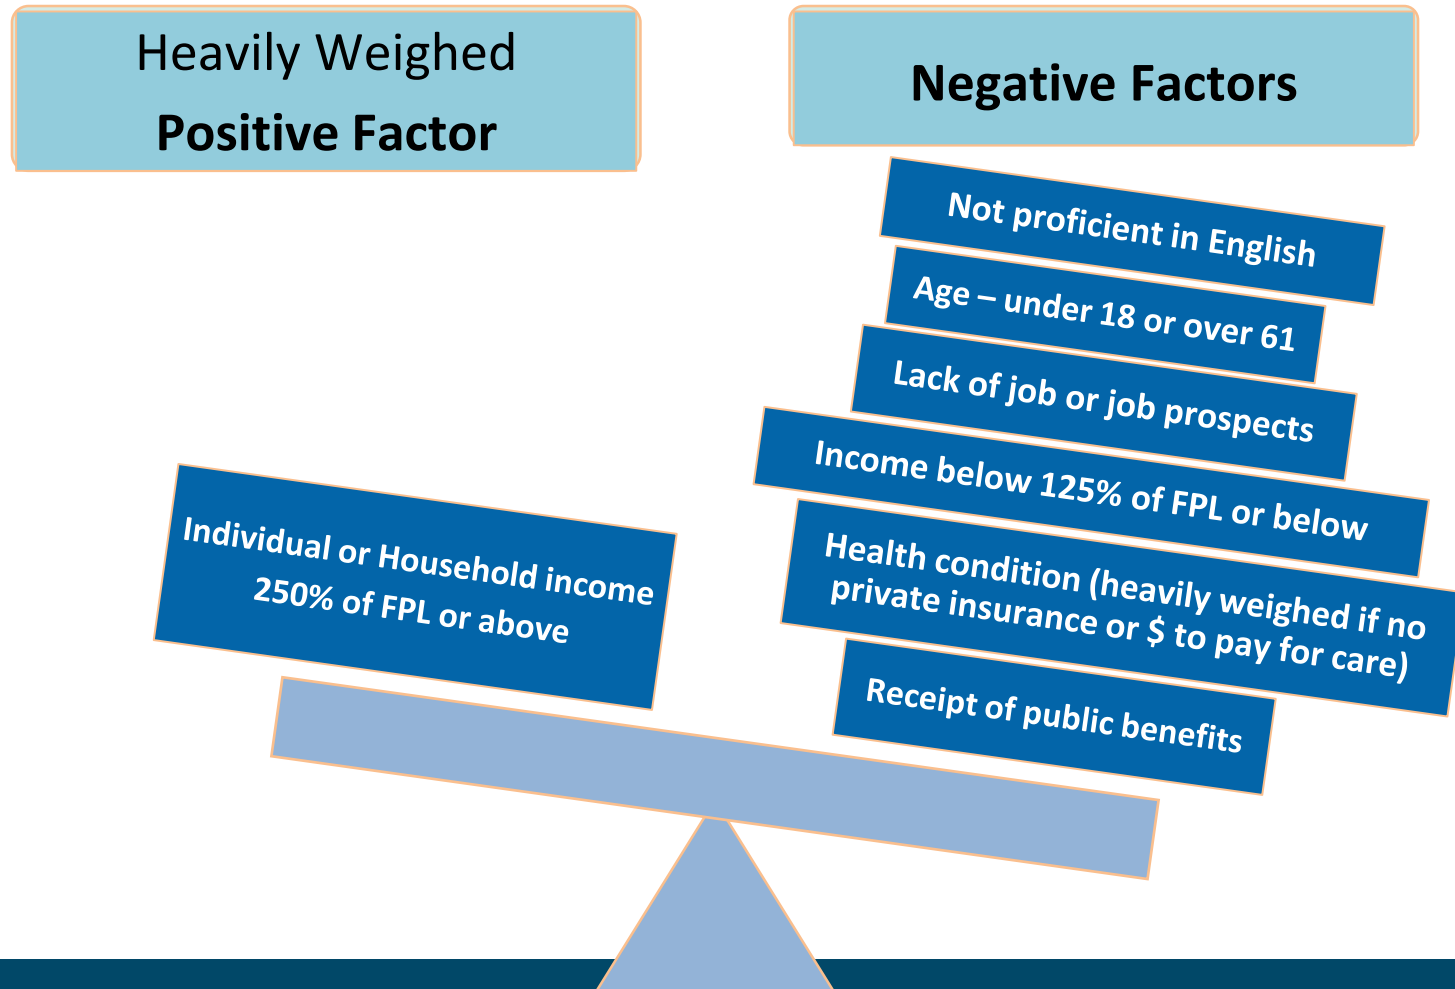 Heavily Weighed
Positive Factor
Negative Factors
Not proficient in English
Age – under 18 or over 61
Lack of job or job prospects
Income below 125% of FPL or below
Health condition (heavily weighed if no
private insurance or $ to pay for care)
Receipt of public benefits
Individual or Household income
250% of FPL or above